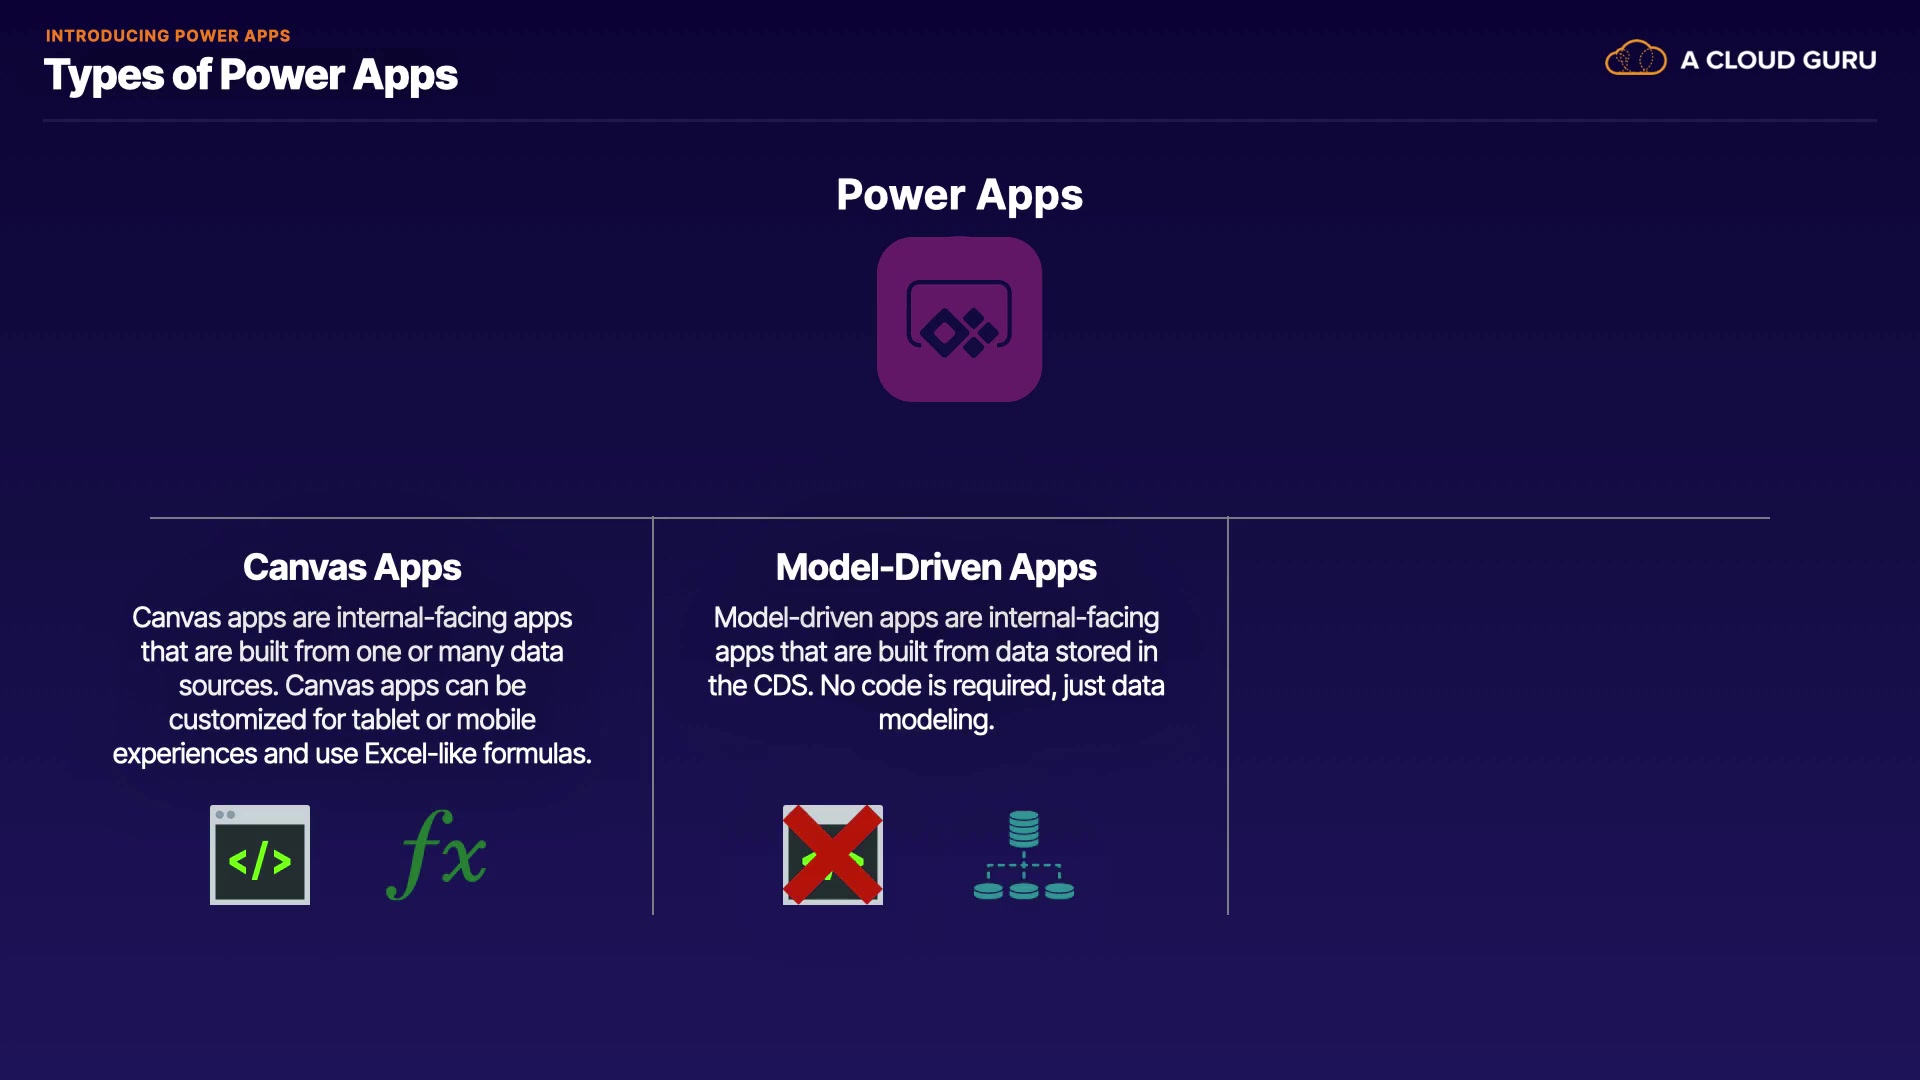 INTRODUCING POWER APPS
Types of Power Apps
A CLOUD GURU
Power Apps
Canvas Apps
Canvas apps are internal-facing apps
that are built from one or many data
sources. Canvas apps can be
customized for tablet or mobile
experiences and use Excel-like formulas.
</>
fx
Model-Driven Apps
Model-driven apps are internal-facing
apps that are built from data stored in
the CDS. No code is required, just data
modeling.